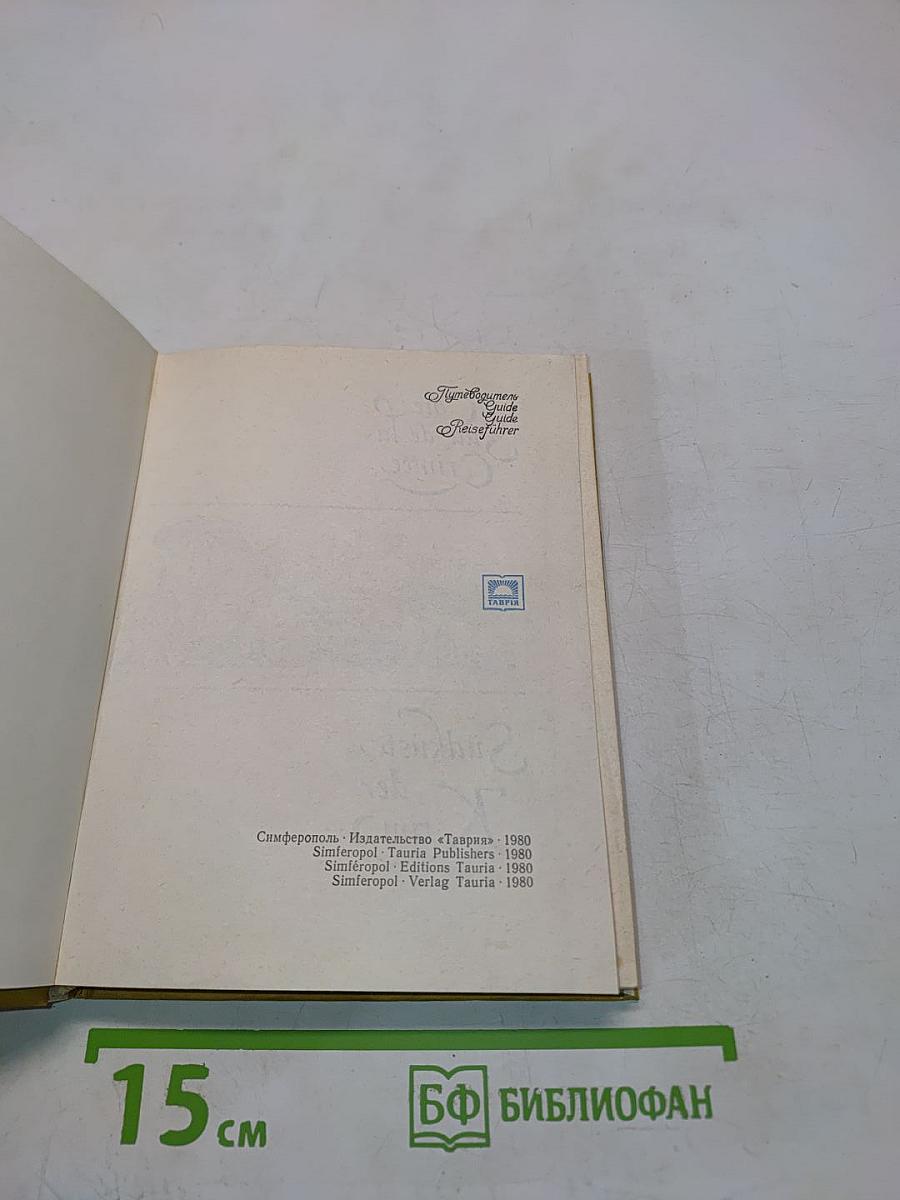 Путеводитель
Guide
Guide
Reiseführer
ТАВРІЯ
Симферополь · Издательство «Таврия» · 1980
Simferopol · Tauria Publishers · 1980
Simféropol · Editions Tauria · 1980
Simferopol · Verlag Tauria · 1980
15 см
БФ БИБЛИОФАН